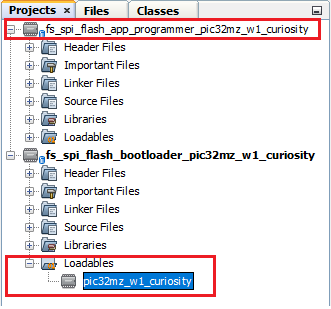 Projects × Files Classes
fs_spi_flash_app_programmer_pic32mz_w1_curiosity
Header Files
Important Files
Linker Files
Source Files
Libraries
Loadables
fs_spi_flash_bootloader_pic32mz_w1_curiosity
Header Files
Important Files
Linker Files
Source Files
Libraries
Loadables
pic32mz_w1_curiosity